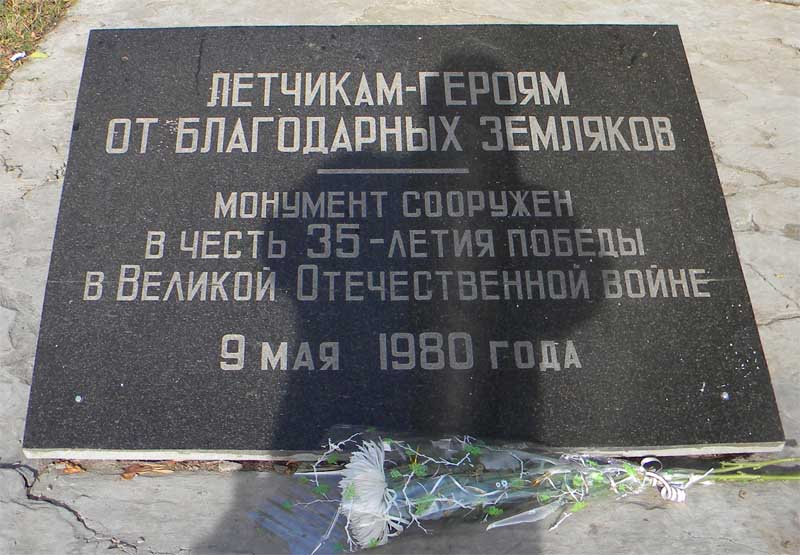 ЛЕТЧИКАМ-ГЕРОЯМ
ОТ БЛАГОДАРНЫХ ЗЕМЛЯКОВ
МОНУМЕНТ СООРУЖЕН
В ЧЕСТЬ 35-ЛЕТИЯ ПОБЕДЫ
В ВЕЛИКОЙ ОТЕЧЕСТВЕННОЙ ВОЙНЕ
9 МАЯ 1980 ГОДА